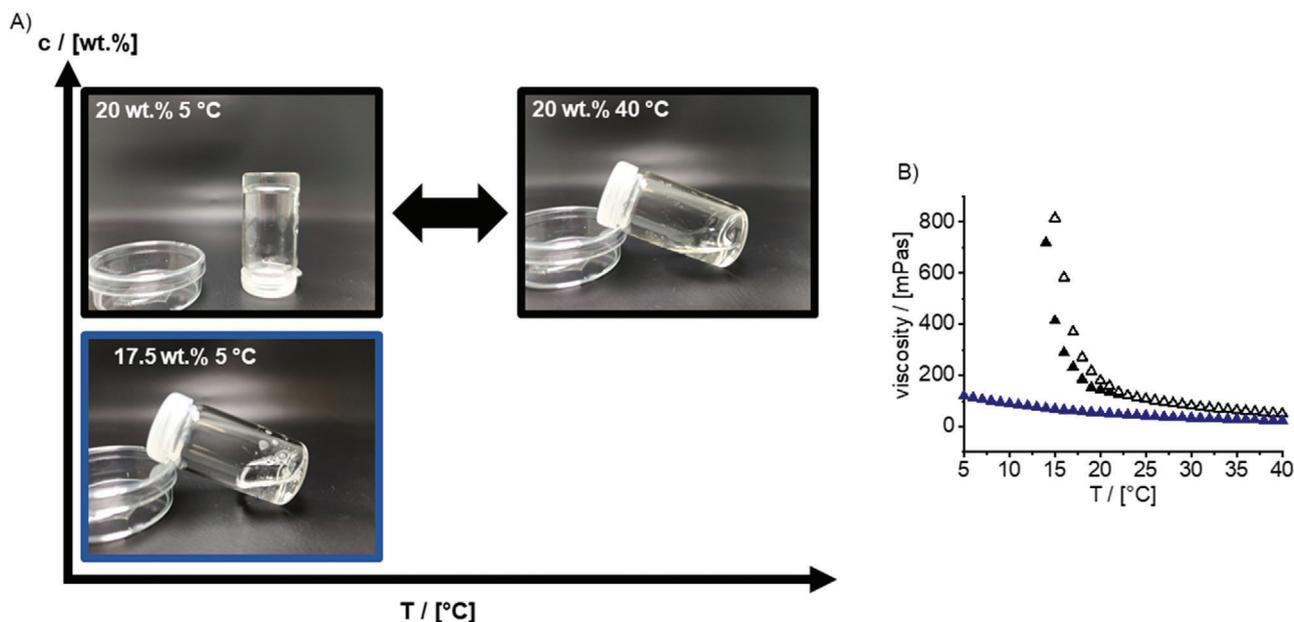 A)
c / [wt.%]
20 wt.% 5 °C
20 wt.% 40 °C
17.5 wt.% 5 °C
T / [°C]
B)
viscosity / [mPas]
800
600
400
200
0
5 10 15 20 25 30 35 40
T / [°C]